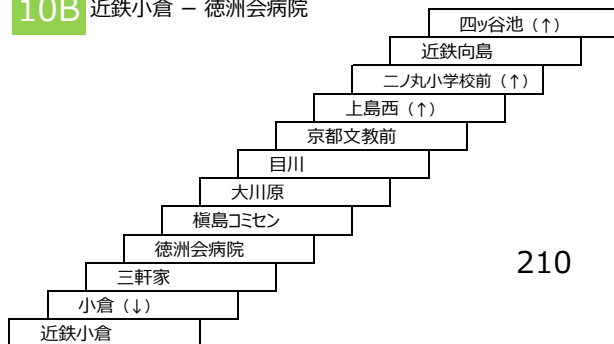 10B 近鉄小倉 － 徳洲会病院
四ッ谷池（↑）
近鉄向島
二ノ丸小学校前（↑）
上島西（↑）
京都文教前
目川
大川原
槇島コミセン
徳洲会病院
三軒家
小倉（↓）
近鉄小倉
210